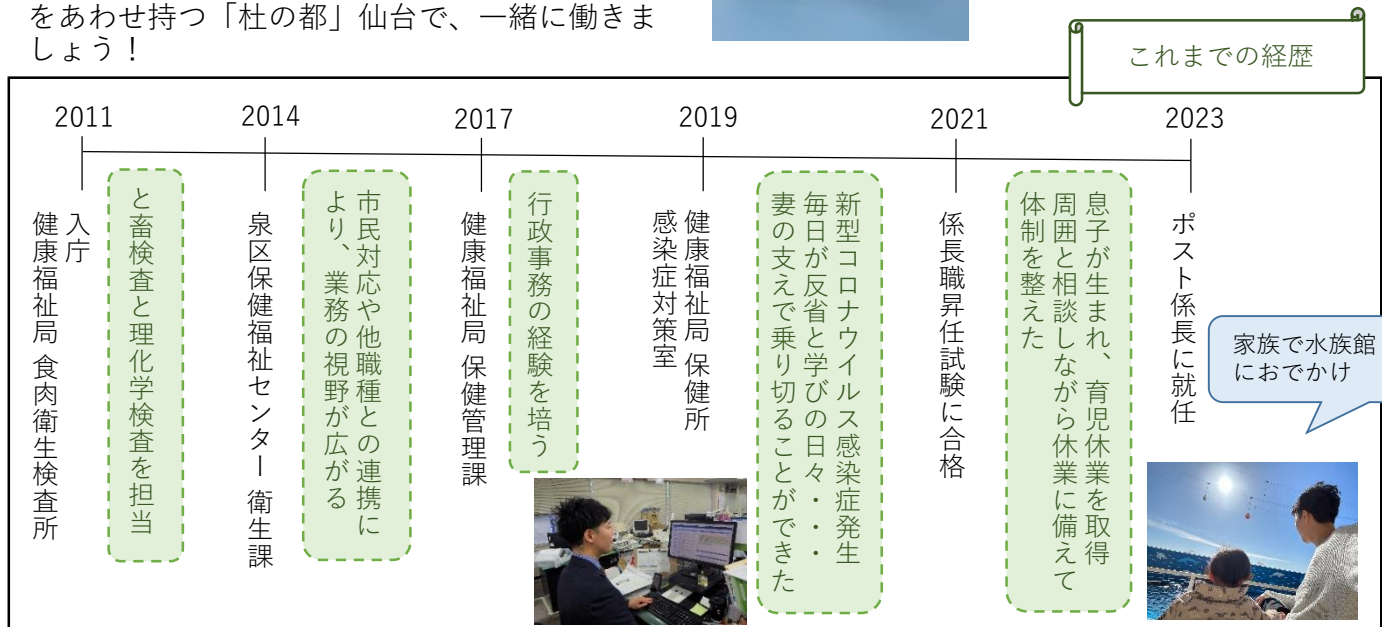 をあわせ持つ「杜の都」仙台で、一緒に働きま
しょう！
これまでの経歴
2011
入庁
健康福祉局 食肉衛生検査所
と畜検査と理化学検査を担当
2014
泉区保健福祉センター 衛生課
市民対応や他職種との連携に
より、業務の視野が広がる
2017
健康福祉局 保健管理課
行政事務の経験を培う
2019
健康福祉局 保健所
感染症対策室
新型コロナウイルス感染症発生
毎日が反省と学びの日々・・・
妻の支えで乗り切ることができた
2021
係長職昇任試験に合格
息子が生まれ、育児休業を取得
周囲と相談しながら休業に備えて
体制を整えた
2023
ポスト係長に就任
家族で水族館
におでかけ